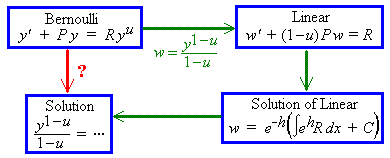 Bernoulli
y′ + Py = Ry^u
w = y^{1-u}/1-u
Linear
w′ + (1-u)Pw = R
?
Solution
y^{1-u}/1-u = ⋯
Solution of Linear
w = e^{-h}(∫e^h R dx + C)